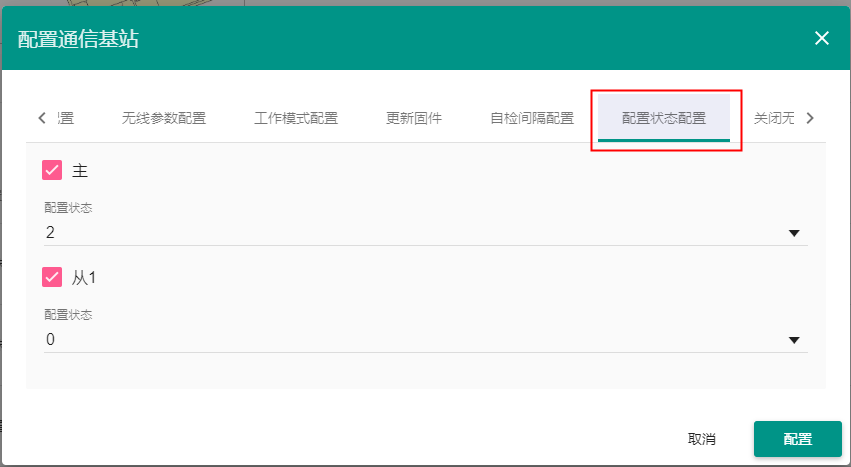 配置通信基站
置 无线参数配置 工作模式配置 更新固件 自检间隔配置 配置状态配置 关闭无
主
配置状态
2
从1
配置状态
0
取消 配置